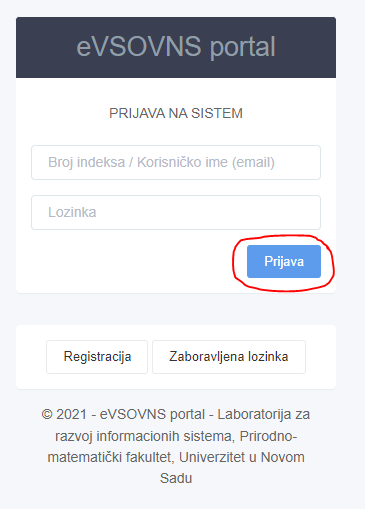 eVSOVNS portal
PRIJAVA NA SISTEM
Broj indeksa / Korisničko ime (email)
Lozinka
Prijava
Registracija
Zaboravljena lozinka
© 2021 - eVSOVNS portal - Laboratorija za
razvoj informacionih sistema, Prirodno-
matematički fakultet, Univerzitet u Novom
Sadu